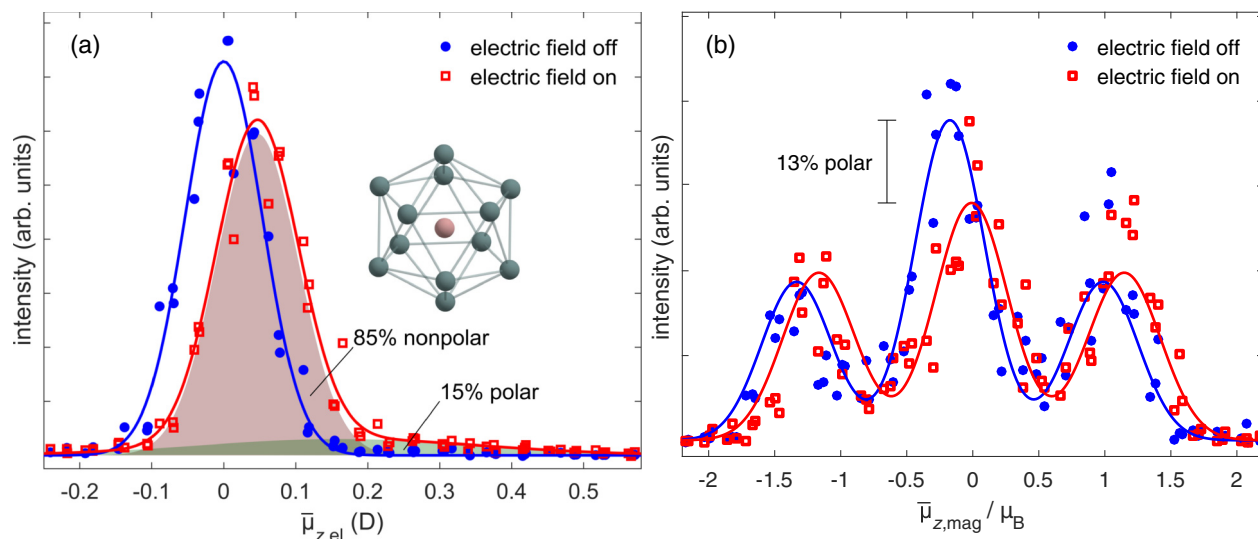 (a)
electric field off
electric field on
intensity (arb. units)
85% nonpolar
15% polar
-0.2 -0.1 0 0.1 0.2 0.3 0.4 0.5
μ̄z,el (D)
(b)
electric field off
electric field on
intensity (arb. units)
13% polar
-2 -1.5 -1 -0.5 0 0.5 1 1.5 2
μ̄z,mag / μB